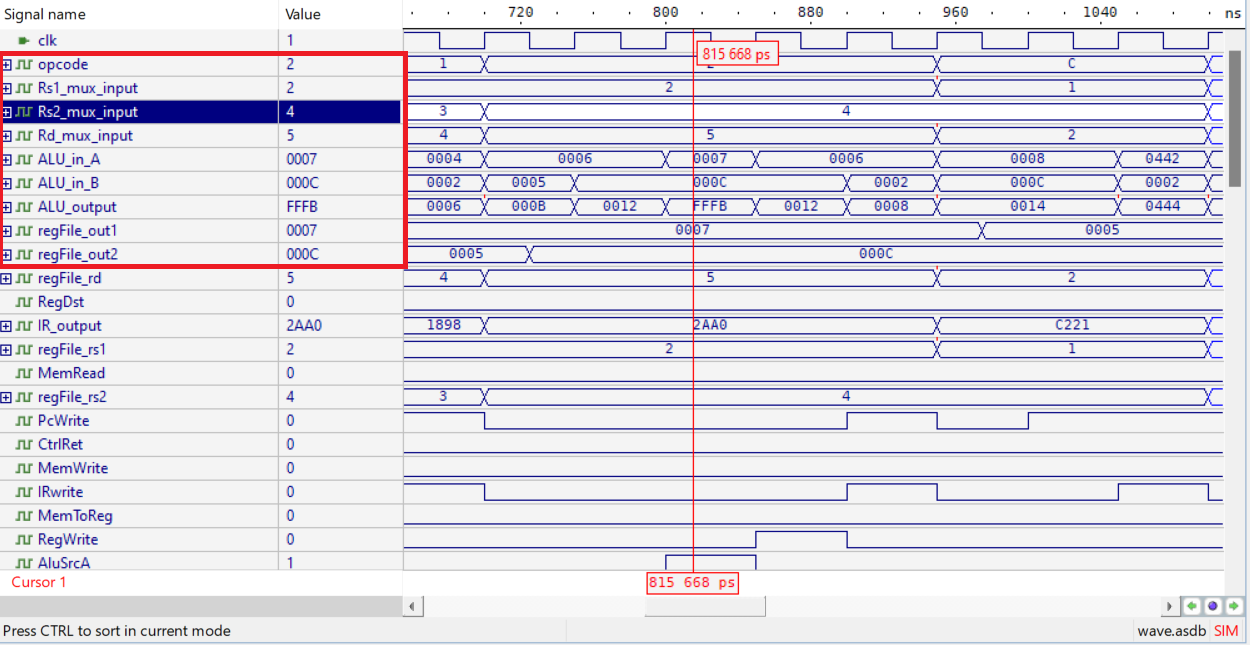 Signal name Value 720 800 880 960 1040 ns
clk 1 815 668 ps
opcode 2 1 2 C
Rs1_mux_input 2 2 1
Rs2_mux_input 4 3 4
Rd_mux_input 5 4 5 2
ALU_in_A 0007 0004 0006 0007 0006 0008 0442
ALU_in_B 000C 0002 0005 000C 0002 000C 0002
ALU_output FFFB 0006 000B 0012 FFFB 0012 0008 0014 0444
regFile_out1 0007 0007 0005
regFile_out2 000C 0005 000C
regFile_rd 5 4 5 2
RegDst 0
IR_output 2AA0 1898 2AA0 C221
regFile_rs1 2 2 1
MemRead 0
regFile_rs2 4 3 4
PcWrite 0
CtrlRet 0
MemWrite 0
IRwrite 0
MemToReg 0
RegWrite 0
AluSrcA 1
Cursor 1 815 668 ps
Press CTRL to sort in current mode wave.asdb SIM